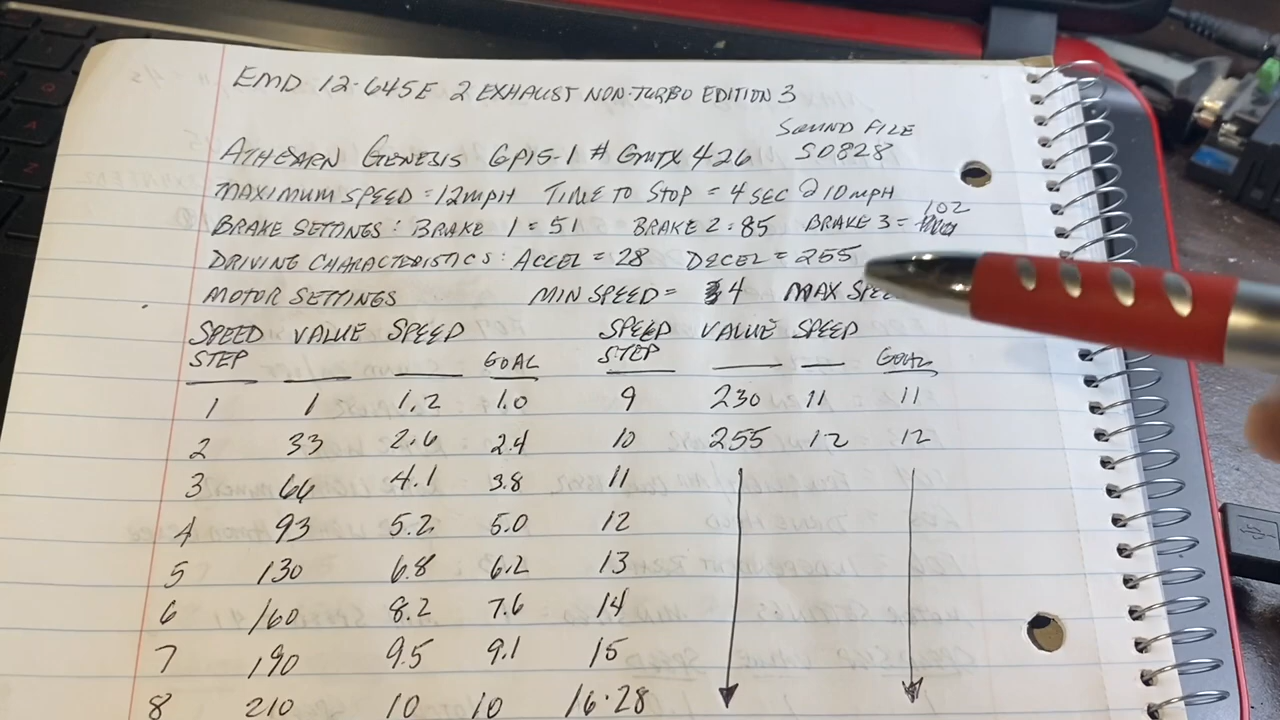 EMD 12-645E 2 EXHAUST NON-TURBO EDITION 3
SOUND FILE
ATHEARN GENESIS GP15-1 # GMTX 426 S0828
MAXIMUM SPEED = 12MPH TIME TO STOP = 4 SEC @ 10MPH
BRAKE SETTINGS: BRAKE 1 = 51 BRAKE 2 = 85 BRAKE 3 = 102
DRIVING CHARACTERISTICS: ACCEL = 28 DECEL = 255
MOTOR SETTINGS MIN SPEED = 4 MAX
SPEED STEP VALUE SPEED GOAL SPEED STEP VALUE SPEED GOAL
1 1 1.2 1.0 9 230 11 11
2 33 2.6 2.4 10 255 12 12
3 66 4.1 3.8 11
4 93 5.2 5.0 12
5 130 6.8 6.2 13
6 160 8.2 7.6 14
7 190 9.5 9.1 15
8 210 10 10 16-28